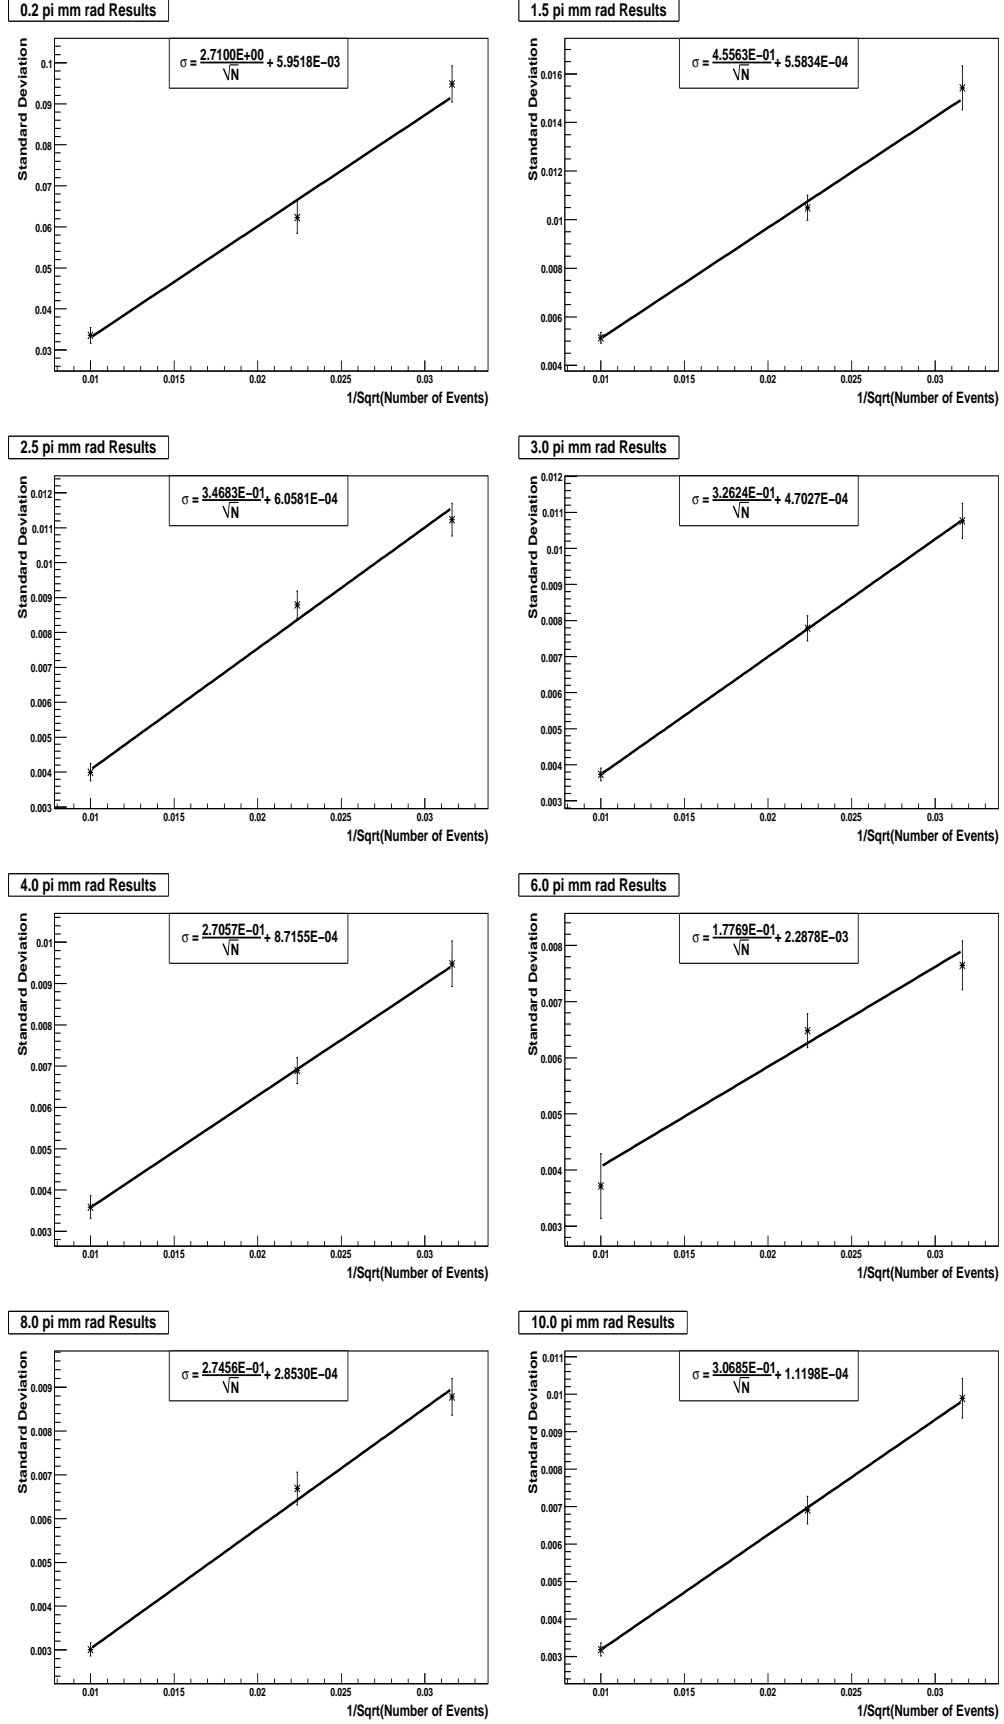 0.2 pi mm rad Results
Standard Deviation
σ = 2.7100E+00/√N + 5.9518E−03
0.1
0.09
0.08
0.07
0.06
0.05
0.04
0.03
0.01 0.015 0.02 0.025 0.03
1/Sqrt(Number of Events)
1.5 pi mm rad Results
Standard Deviation
σ = 4.5563E−01/√N + 5.5834E−04
0.016
0.014
0.012
0.01
0.008
0.006
0.004
0.01 0.015 0.02 0.025 0.03
1/Sqrt(Number of Events)
2.5 pi mm rad Results
Standard Deviation
σ = 3.4683E−01/√N + 6.0581E−04
0.012
0.011
0.01
0.009
0.008
0.007
0.006
0.005
0.004
0.003
0.01 0.015 0.02 0.025 0.03
1/Sqrt(Number of Events)
3.0 pi mm rad Results
Standard Deviation
σ = 3.2624E−01/√N + 4.7027E−04
0.012
0.011
0.01
0.009
0.008
0.007
0.006
0.005
0.004
0.003
0.01 0.015 0.02 0.025 0.03
1/Sqrt(Number of Events)
4.0 pi mm rad Results
Standard Deviation
σ = 2.7057E−01/√N + 8.7155E−04
0.01
0.009
0.008
0.007
0.006
0.005
0.004
0.003
0.01 0.015 0.02 0.025 0.03
1/Sqrt(Number of Events)
6.0 pi mm rad Results
Standard Deviation
σ = 1.7769E−01/√N + 2.2878E−03
0.008
0.007
0.006
0.005
0.004
0.003
0.01 0.015 0.02 0.025 0.03
1/Sqrt(Number of Events)
8.0 pi mm rad Results
Standard Deviation
σ = 2.7456E−01/√N + 2.8530E−04
0.009
0.008
0.007
0.006
0.005
0.004
0.003
0.01 0.015 0.02 0.025 0.03
1/Sqrt(Number of Events)
10.0 pi mm rad Results
Standard Deviation
σ = 3.0685E−01/√N + 1.1198E−04
0.011
0.01
0.009
0.008
0.007
0.006
0.005
0.004
0.003
0.01 0.015 0.02 0.025 0.03
1/Sqrt(Number of Events)